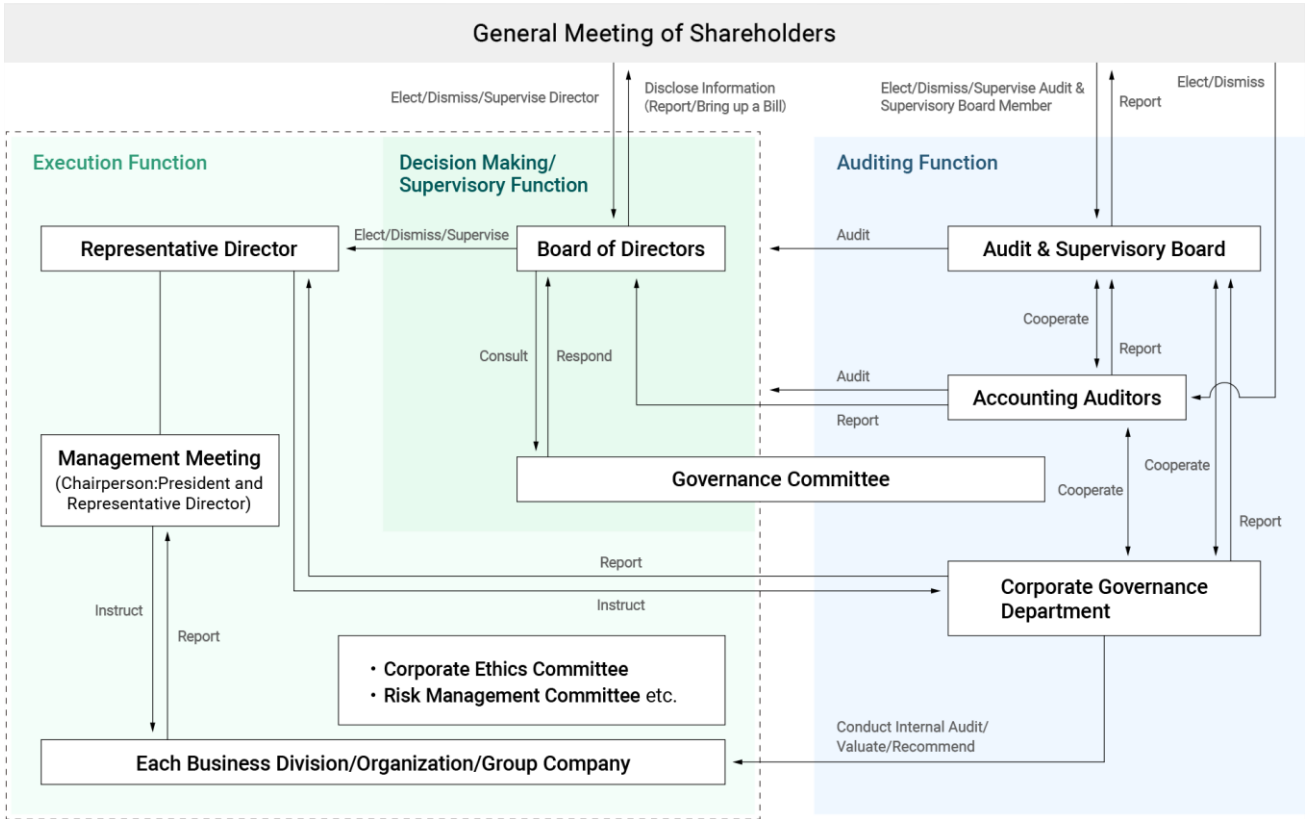 General Meeting of Shareholders
Elect/Dismiss/Supervise Director
Disclose Information
(Report/Bring up a Bill)
Elect/Dismiss/Supervise Audit &
Supervisory Board Member
Report
Elect/Dismiss
Execution Function
Decision Making/
Supervisory Function
Auditing Function
Representative Director
Elect/Dismiss/Supervise
Board of Directors
Audit
Audit & Supervisory Board
Consult
Respond
Cooperate
Report
Audit
Report
Accounting Auditors
Management Meeting
(Chairperson:President and
Representative Director)
Governance Committee
Cooperate
Cooperate
Report
Report
Instruct
Corporate Governance
Department
Instruct
Report
・Corporate Ethics Committee
・Risk Management Committee etc.
Conduct Internal Audit/
Valuate/Recommend
Each Business Division/Organization/Group Company